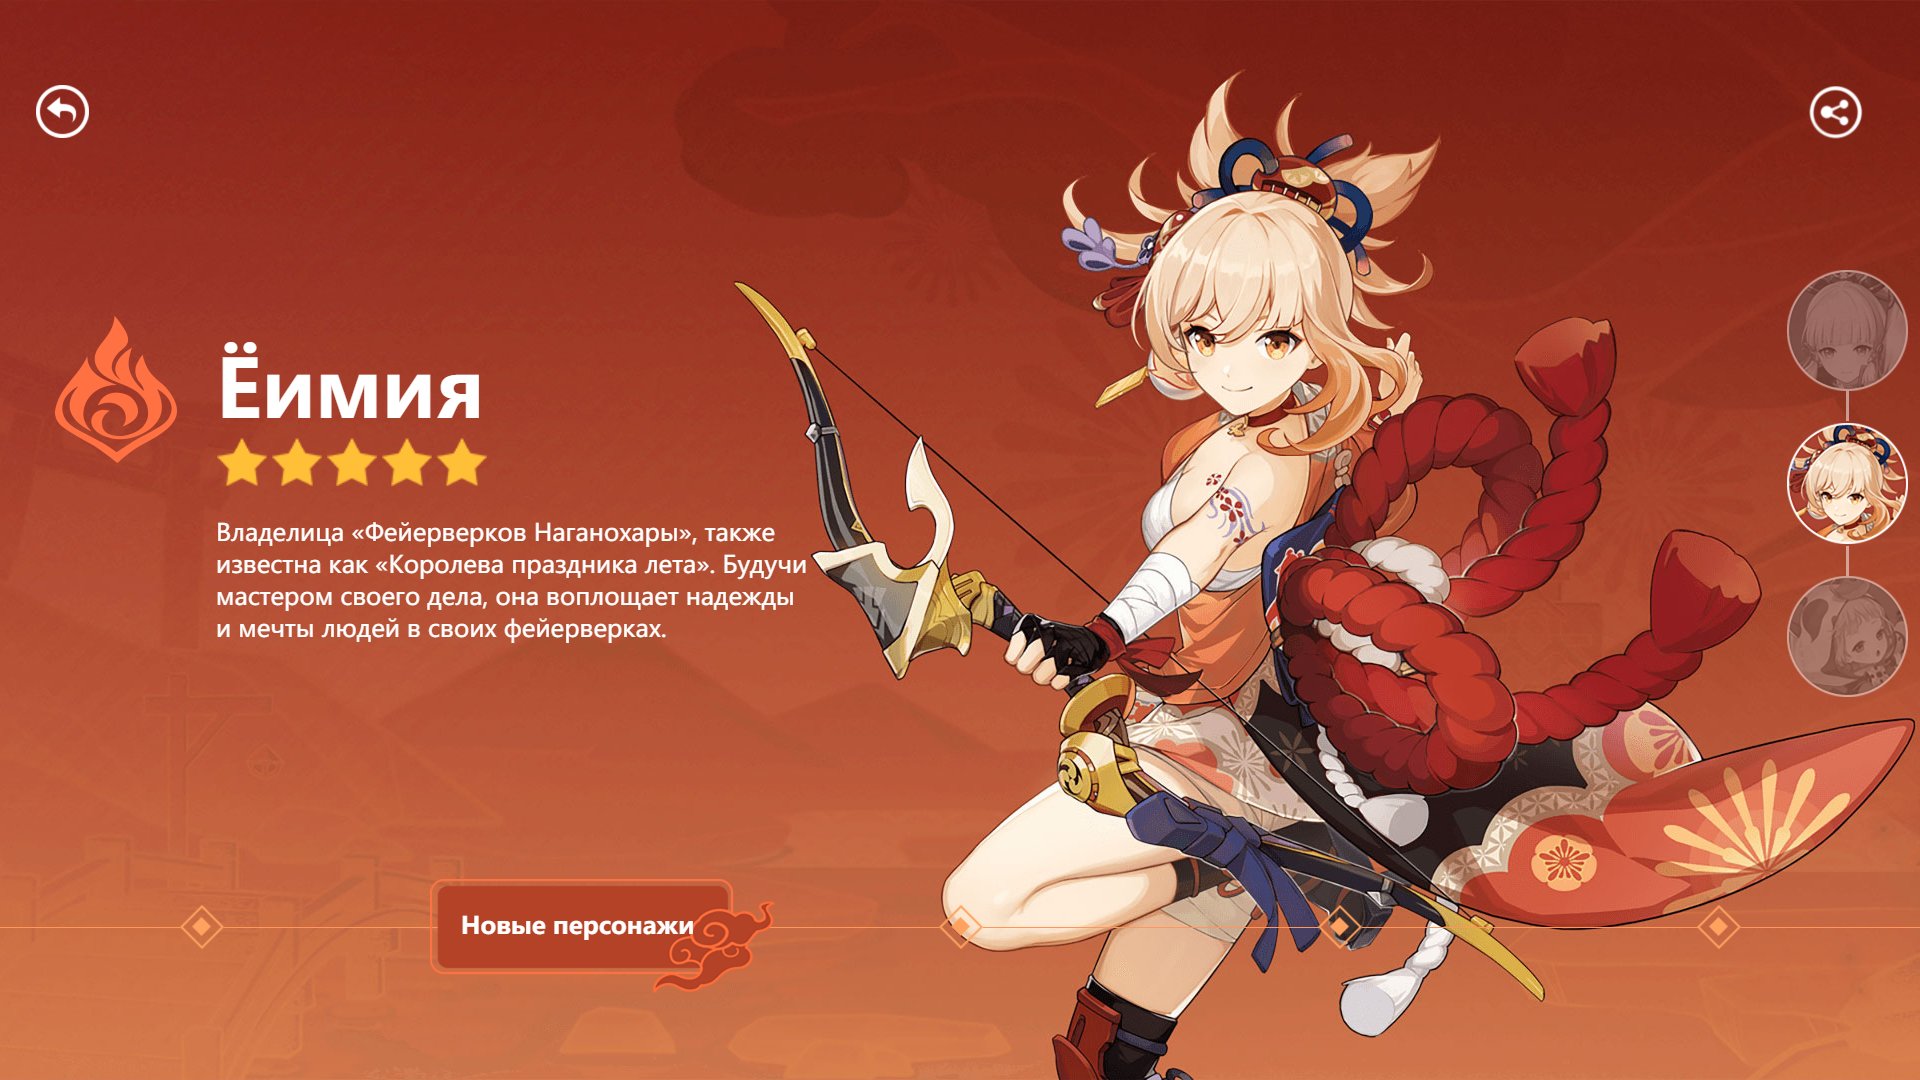 Ёимия
Владелица «Фейерверков Наганохары», также
известна как «Королева праздника лета». Будучи
мастером своего дела, она воплощает надежды
и мечты людей в своих фейерверках.
Новые персонажи